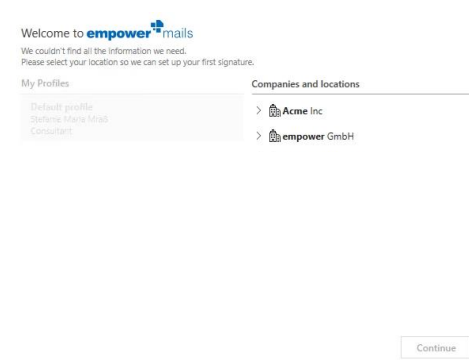 Welcome to empower mails
We couldn't find all the information we need.
Please select your location so we can set up your first signature.
My Profiles
Default profile
Stefanie Marie Mradi
Consultant
Companies and locations
Acme Inc
empower GmbH
Continue